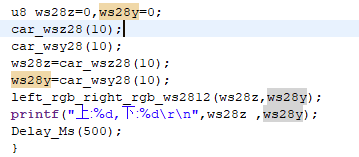 u8 ws28z=0,ws28y=0;
car_wsz28(10);
car_wsy28(10);
ws28z=car_wsz28(10);
ws28y=car_wsy28(10);
left_rgb_right_rgb_ws2812(ws28z,ws28y);
printf("上:%d,下:%d\r\n",ws28z ,ws28y);
Delay_Ms(500);
}